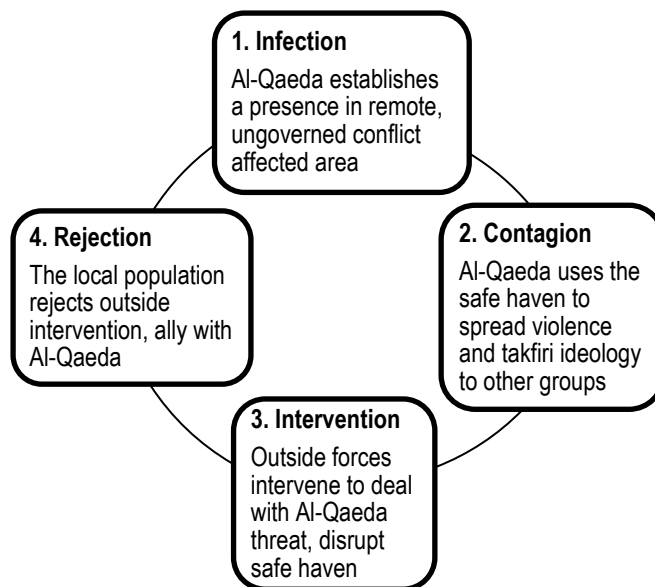 1. Infection
Al-Qaeda establishes
a presence in remote,
ungoverned conflict
affected area
2. Contagion
Al-Qaeda uses the
safe haven to
spread violence
and takfiri ideology
to other groups
3. Intervention
Outside forces
intervene to deal
with Al-Qaeda
threat, disrupt
safe haven
4. Rejection
The local population
rejects outside
intervention, ally with
Al-Qaeda